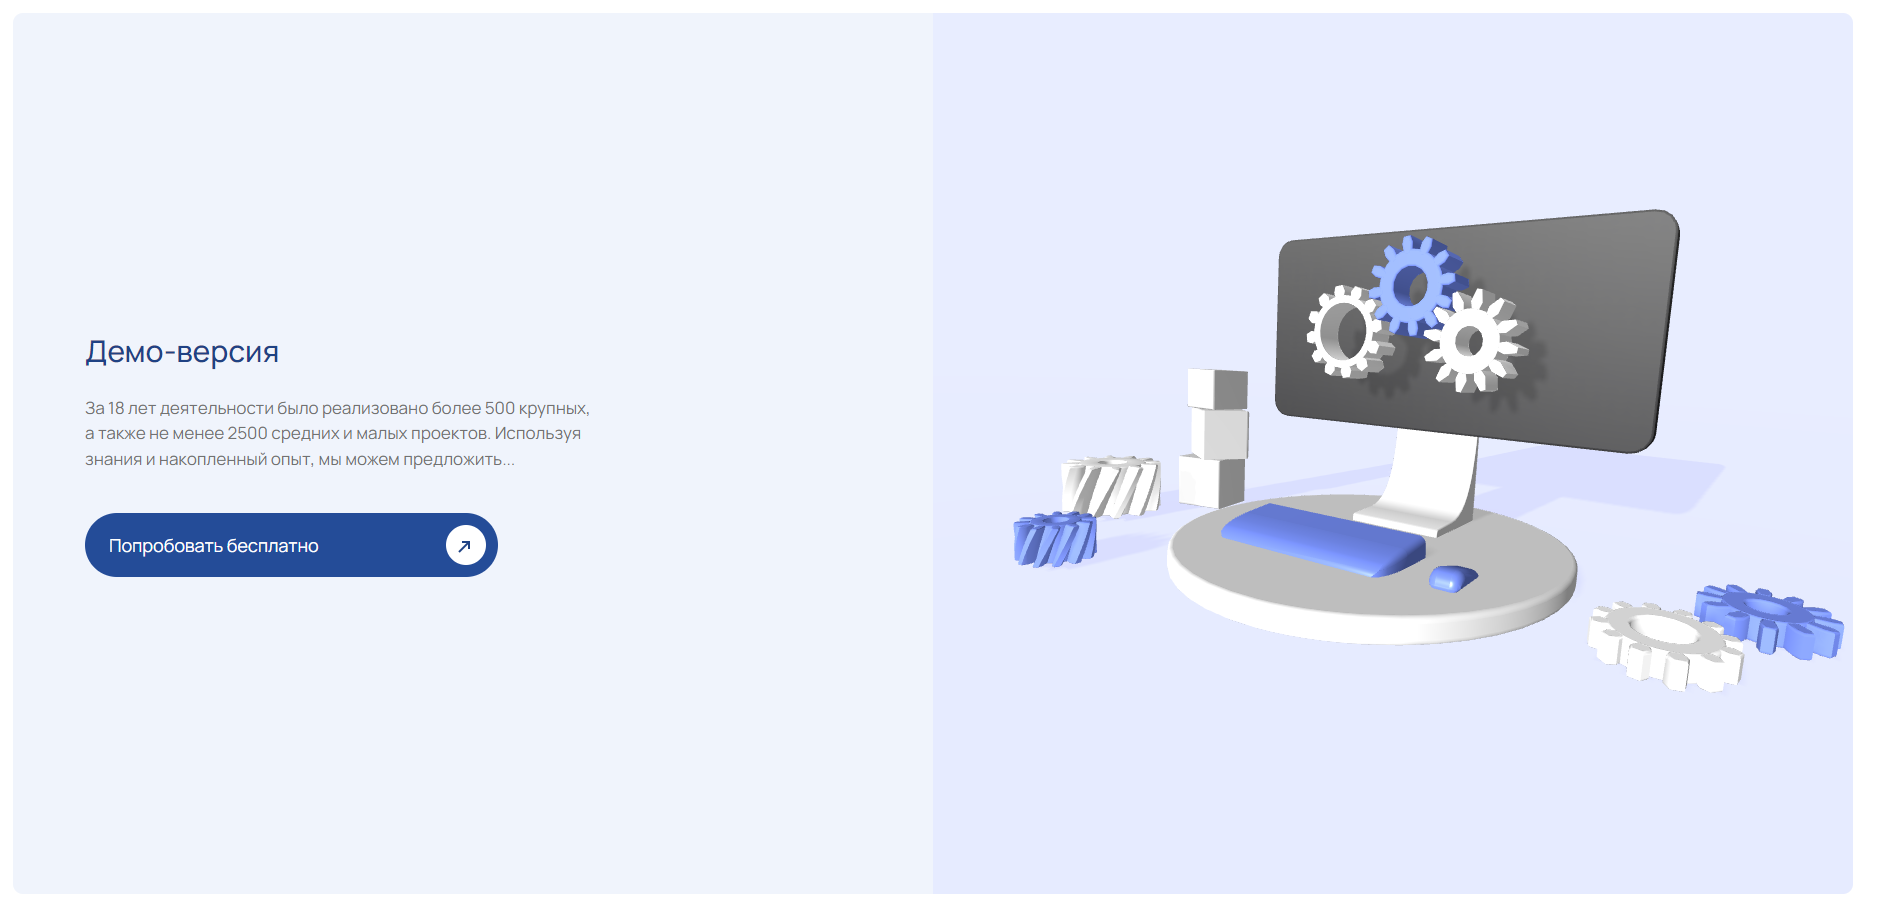 Демо-версия
За 18 лет деятельности было реализовано более 500 крупных,
а также не менее 2500 средних и малых проектов. Используя
знания и накопленный опыт, мы можем предложить...
Попробовать бесплатно